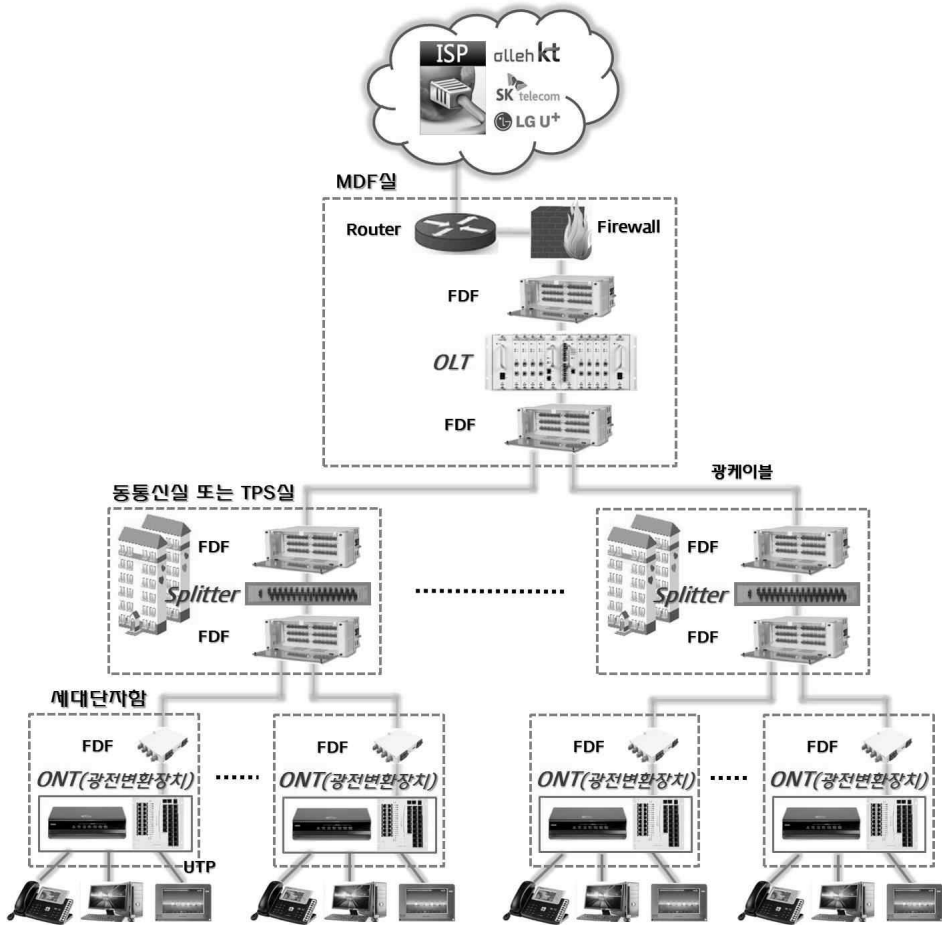 ISP
olleh kt
SK telecom
LG U+
MDF실
Router
Firewall
FDF
OLT
FDF
광케이블
동통신실 또는 TPS실
FDF
Splitter
FDF
FDF
Splitter
FDF
세대단자함
FDF
ONT(광전변환장치)
FDF
ONT(광전변환장치)
FDF
ONT(광전변환장치)
FDF
ONT(광전변환장치)
UTP